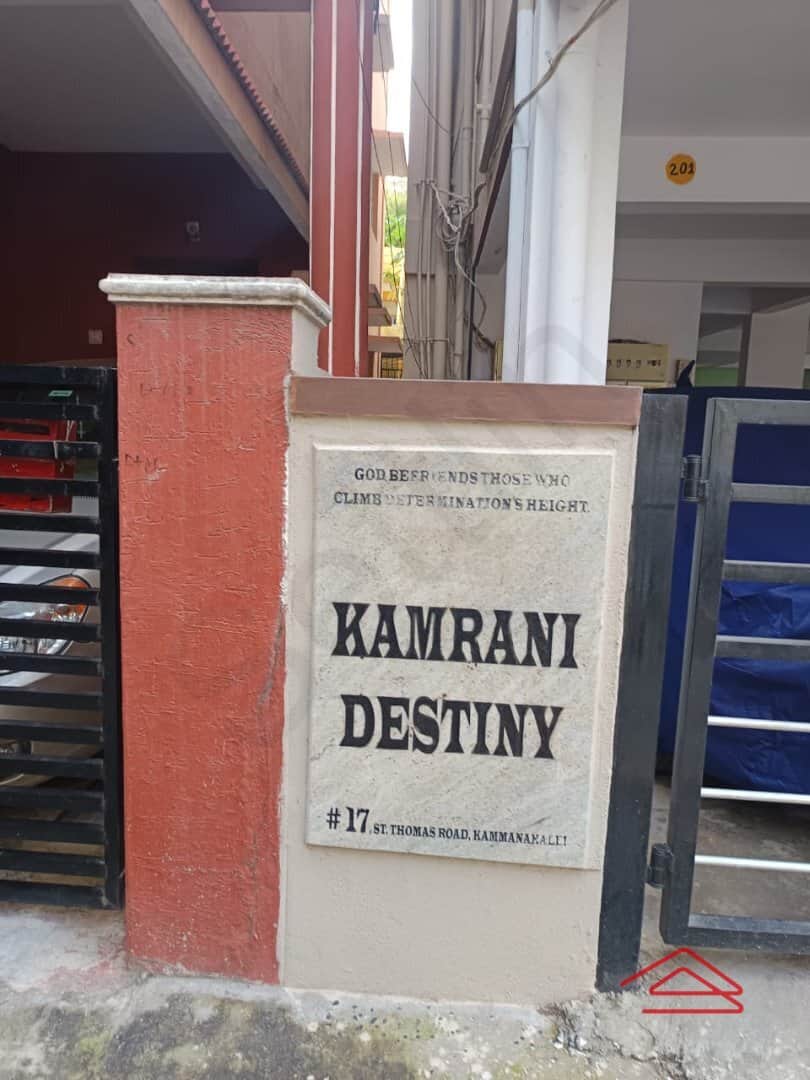 201
GOD BEFRIENDS THOSE WHO
CLIMB DETERMINATION'S HEIGHT.
KAMRANI
DESTINY
#17, ST. THOMAS ROAD, KAMMANAHALLI